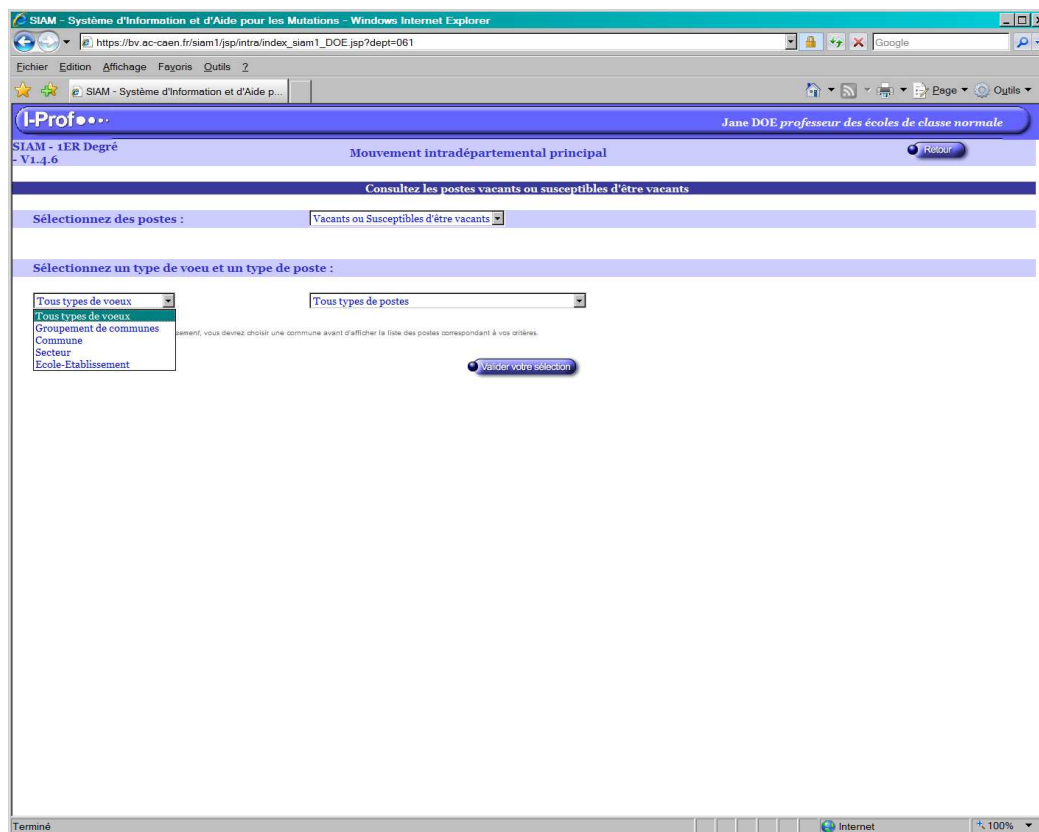 SIAM - Système d'Information et d'Aide pour les Mutations - Windows Internet Explorer
https://bv.ac-caen.fr/siam1/jsp/intra/index_siam1_DOE.jsp?dept=061
Google
Fichier Edition Affichage Favoris Outils ?
SIAM - Système d'Information et d'Aide p...
Page Outils
I-Prof
Jane DOE professeur des écoles de classe normale
SIAM - 1ER Degré
- V1.4.6
Mouvement intradépartemental principal
Retour
Consultez les postes vacants ou susceptibles d'être vacants
Sélectionnez des postes :
Vacants ou Susceptibles d'être vacants
Sélectionnez un type de voeu et un type de poste :
Tous types de voeux
Tous types de postes
Tous types de voeux
Groupement de communes
Commune
Secteur
Ecole-Etablissement
vous devrez choisir une commune avant d'afficher la liste des postes correspondant à vos critères.
Valider votre sélection
Terminé
Internet
100%